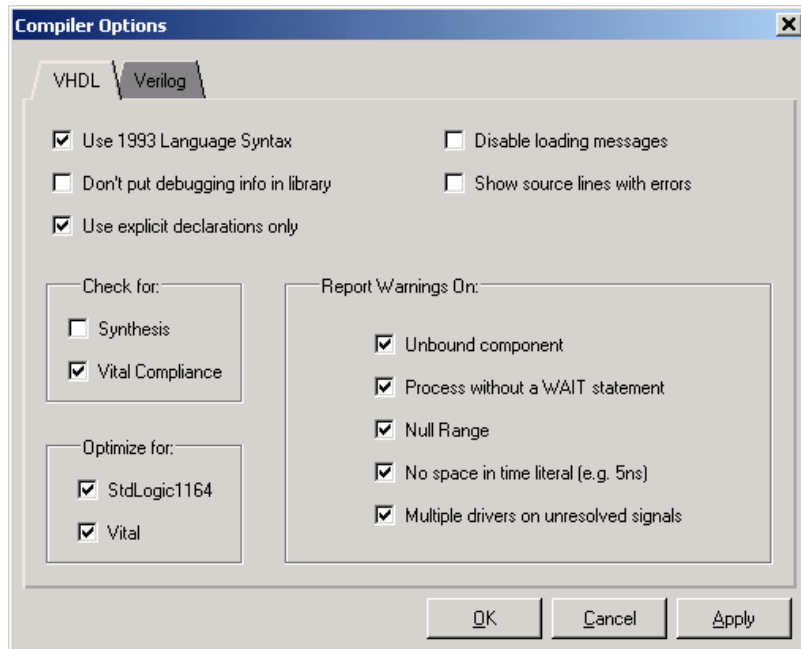 Compiler Options
VHDL
Verilog
Use 1993 Language Syntax
Disable loading messages
Don't put debugging info in library
Show source lines with errors
Use explicit declarations only
Check for:
Synthesis
Vital Compliance
Optimize for:
StdLogic1164
Vital
Report Warnings On:
Unbound component
Process without a WAIT statement
Null Range
No space in time literal (e.g. 5ns)
Multiple drivers on unresolved signals
OK
Cancel
Apply